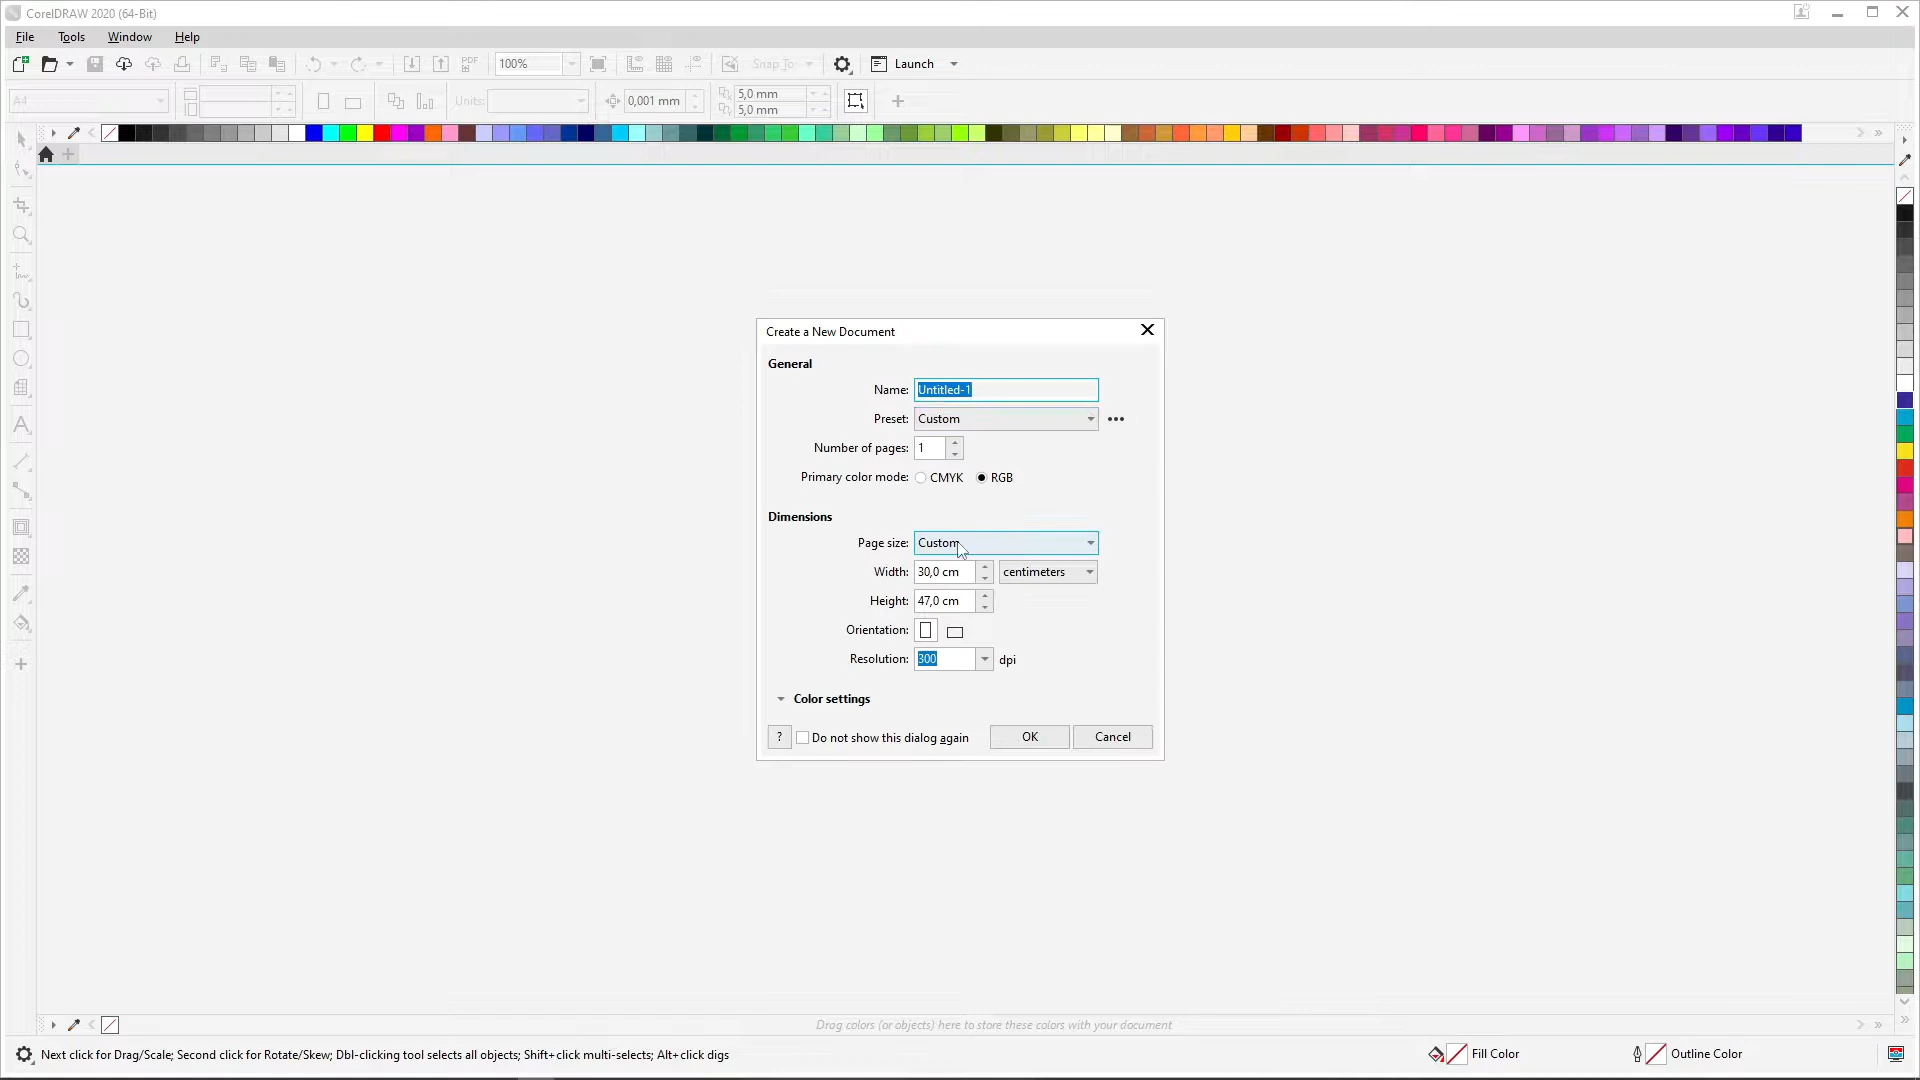 CorelDRAW 2020 (64-Bit)
File Tools Window Help
PDF 100% Snap To Launch
A4 Units: 0,001 mm 5,0 mm
5,0 mm
Create a New Document
General
Name: Untitled-1
Preset: Custom
Number of pages: 1
Primary color mode: CMYK RGB
Dimensions
Page size: Custom
Width: 30,0 cm centimeters
Height: 47,0 cm
Orientation:
Resolution: 300 dpi
Color settings
? Do not show this dialog again OK Cancel
Drag colors (or objects) here to store these colors with your document
Next click for Drag/Scale; Second click for Rotate/Skew; Dbl-clicking tool selects all objects; Shift+click multi-selects; Alt+click digs Fill Color Outline Color